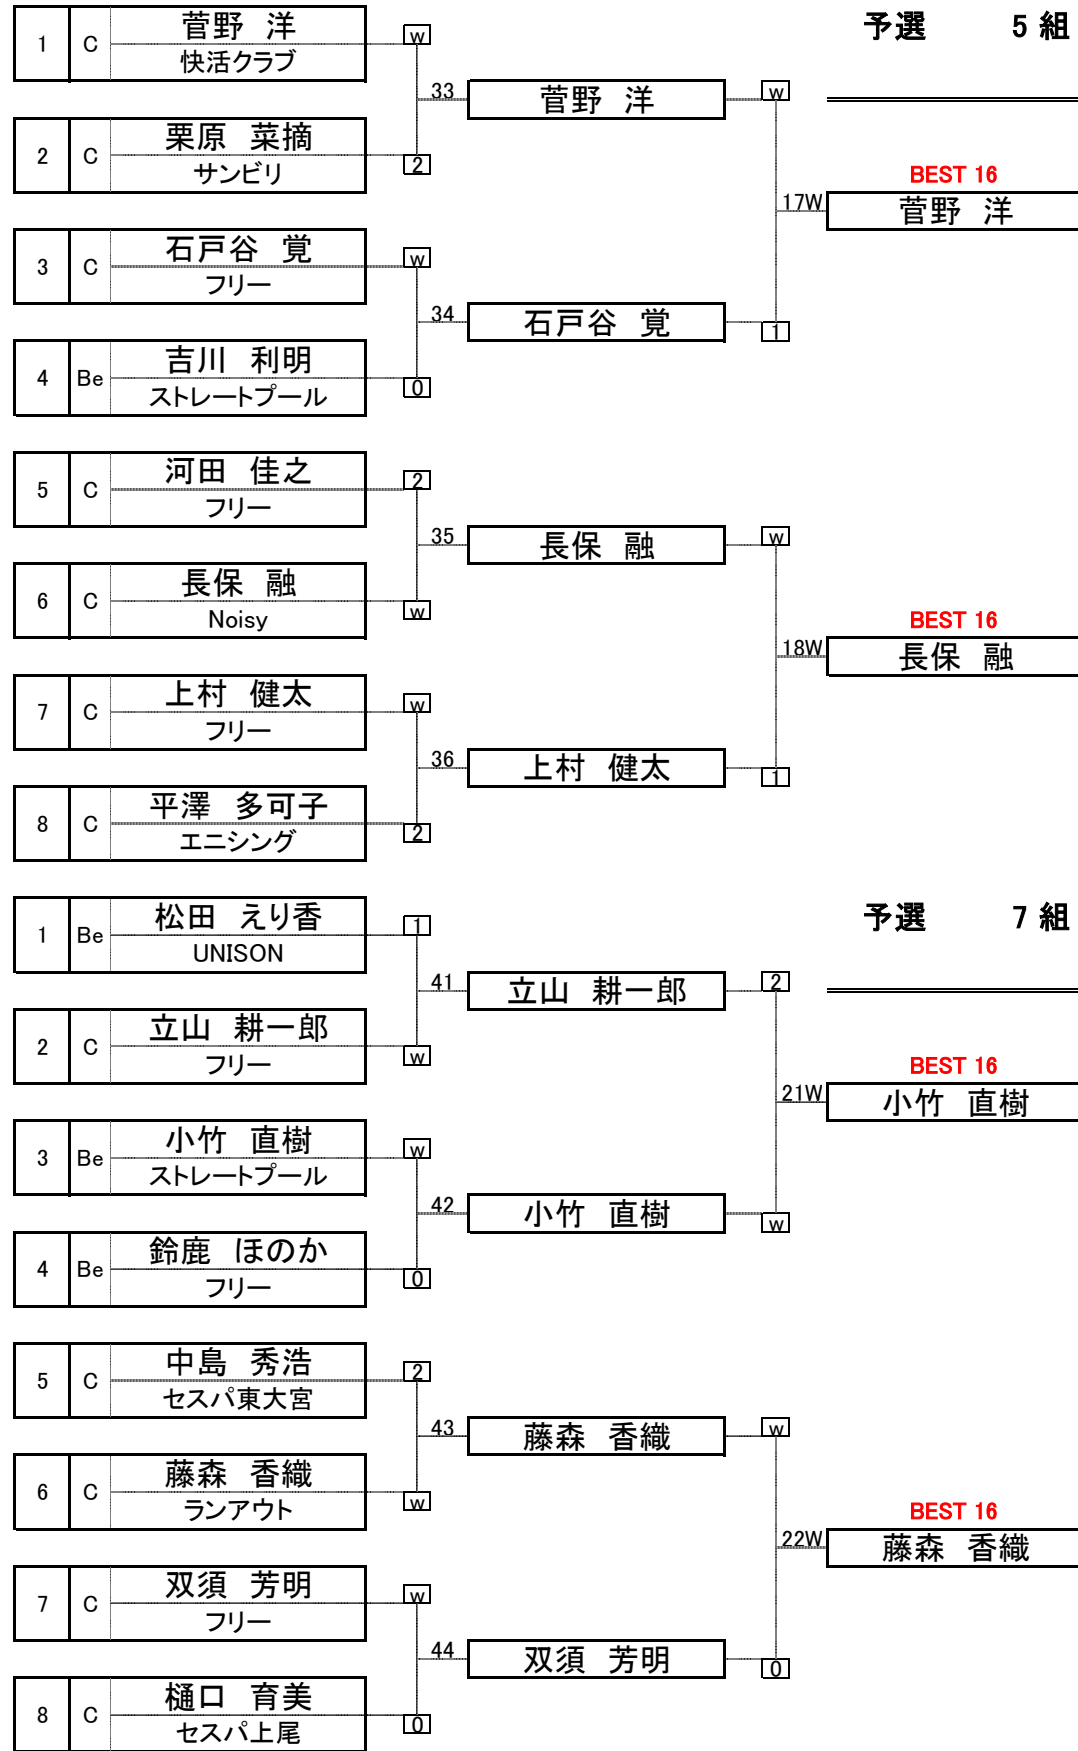 予選 5 組
1 C 菅野 洋
快活クラブ
w
33 菅野 洋 w
2 C 栗原 菜摘
サンビリ
2
BEST 16
17W 菅野 洋
3 C 石戸谷 覚
フリー
w
34 石戸谷 覚 1
4 Be 吉川 利明
ストレートプール
0
5 C 河田 佳之
フリー
2
35 長保 融 w
6 C 長保 融
Noisy
w
BEST 16
18W 長保 融
7 C 上村 健太
フリー
w
36 上村 健太 1
8 C 平澤 多可子
エニシング
2
予選 7 組
1 Be 松田 えり香
UNISON
1
41 立山 耕一郎 2
2 C 立山 耕一郎
フリー
w
BEST 16
21W 小竹 直樹
3 Be 小竹 直樹
ストレートプール
w
42 小竹 直樹 w
4 Be 鈴鹿 ほのか
フリー
0
5 C 中島 秀浩
セスパ東大宮
2
43 藤森 香織 w
6 C 藤森 香織
ランアウト
w
BEST 16
22W 藤森 香織
7 C 双須 芳明
フリー
w
44 双須 芳明 0
8 C 樋口 育美
セスパ上尾
0